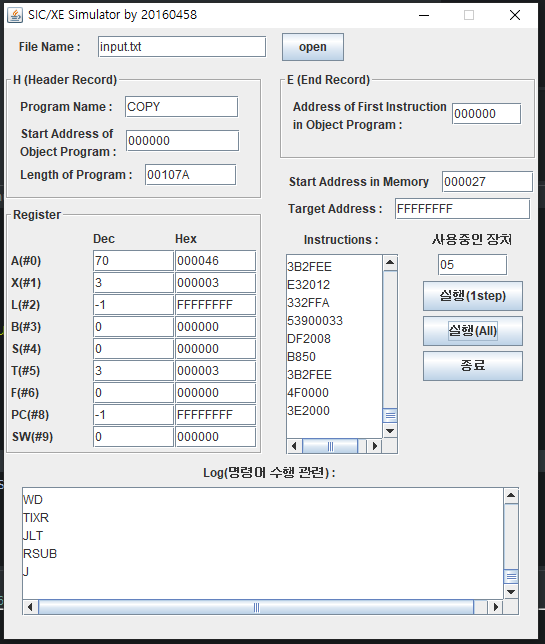 SIC/XE Simulator by 20160458
File Name : input.txt open
H (Header Record)
Program Name : COPY
Start Address of
Object Program : 000000
Length of Program : 00107A
E (End Record)
Address of First Instruction
in Object Program : 000000
Start Address in Memory 000027
Target Address : FFFFFFFF
Register
Dec Hex
A(#0) 70 000046
X(#1) 3 000003
L(#2) -1 FFFFFFFF
B(#3) 0 000000
S(#4) 0 000000
T(#5) 3 000003
F(#6) 0 000000
PC(#8) -1 FFFFFFFF
SW(#9) 0 000000
Instructions :
3B2FEE
E32012
332FFA
53900033
DF2008
B850
3B2FEE
4F0000
3E2000
사용중인 장치
05
실행(1step)
실행(All)
종료
Log(명령어 수행 관련) :
WD
TIXR
JLT
RSUB
J